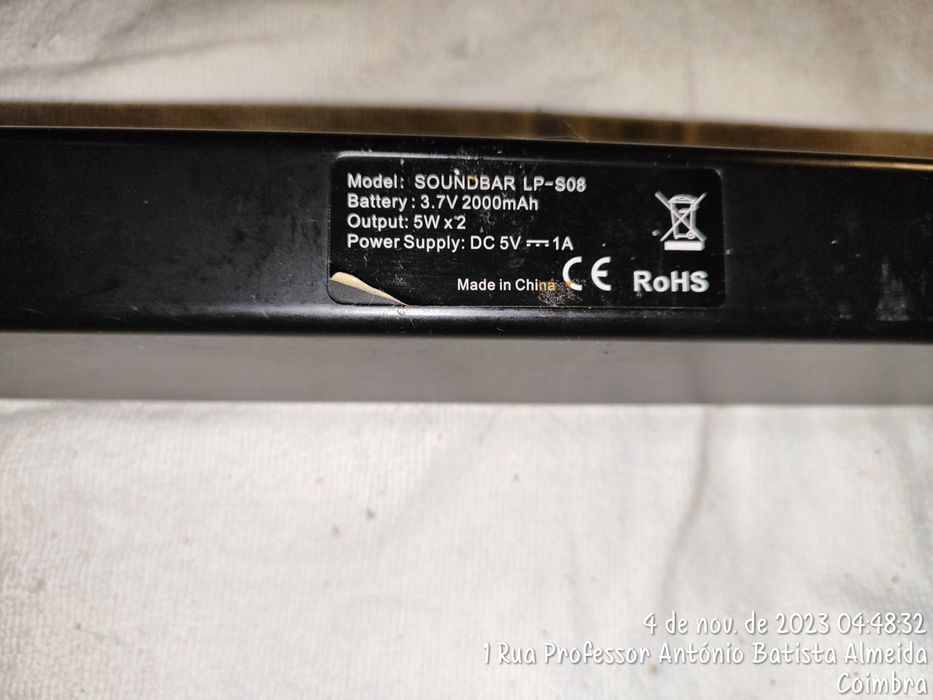 Model: SOUNDBAR LP-S08
Battery: 3.7V 2000mAh
Output: 5W x 2
Power Supply: DC 5V ⎓ 1A
Made in China CE RoHS
4 de nov. de 2023 04:48:32
1 Rua Professor António Batista Almeida
Coimbra